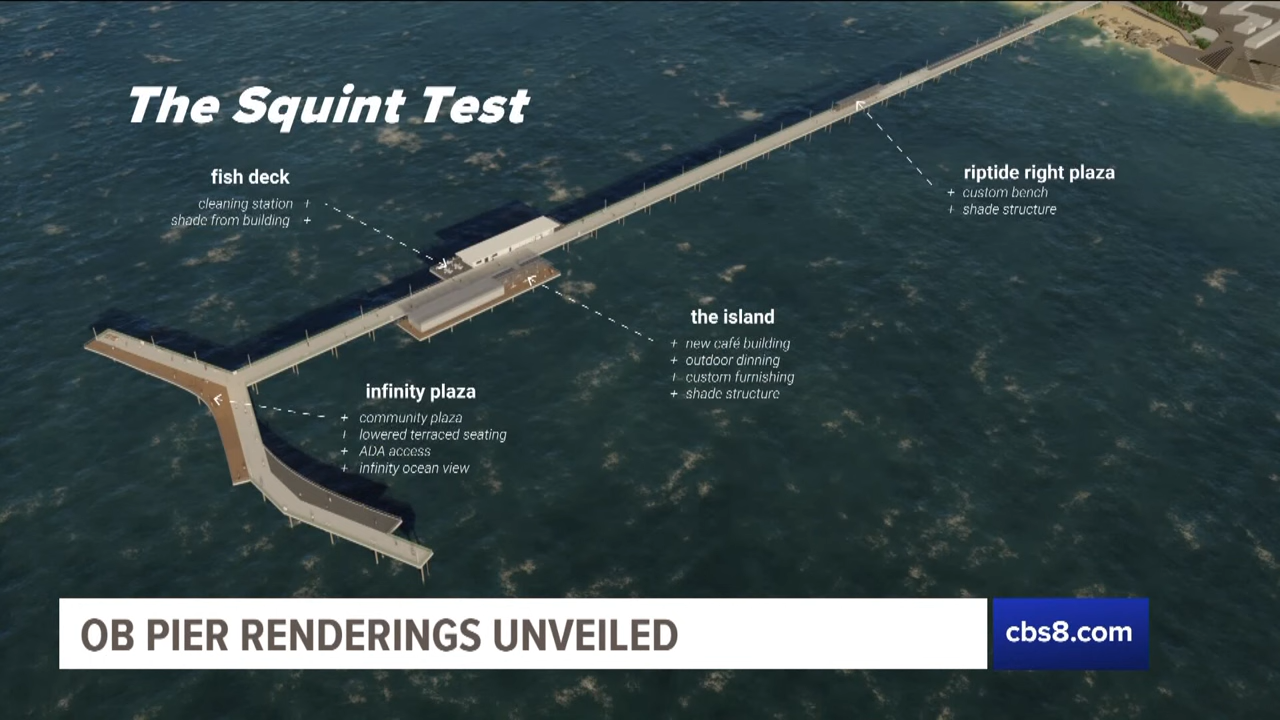 The Squint Test
fish deck
cleaning station +
shade from building +
riptide right plaza
+ custom bench
+ shade structure
the island
+ new café building
+ outdoor dinning
+ custom furnishing
+ shade structure
infinity plaza
+ community plaza
+ lowered terraced seating
+ ADA access
+ infinity ocean view
OB PIER RENDERINGS UNVEILED
cbs8.com